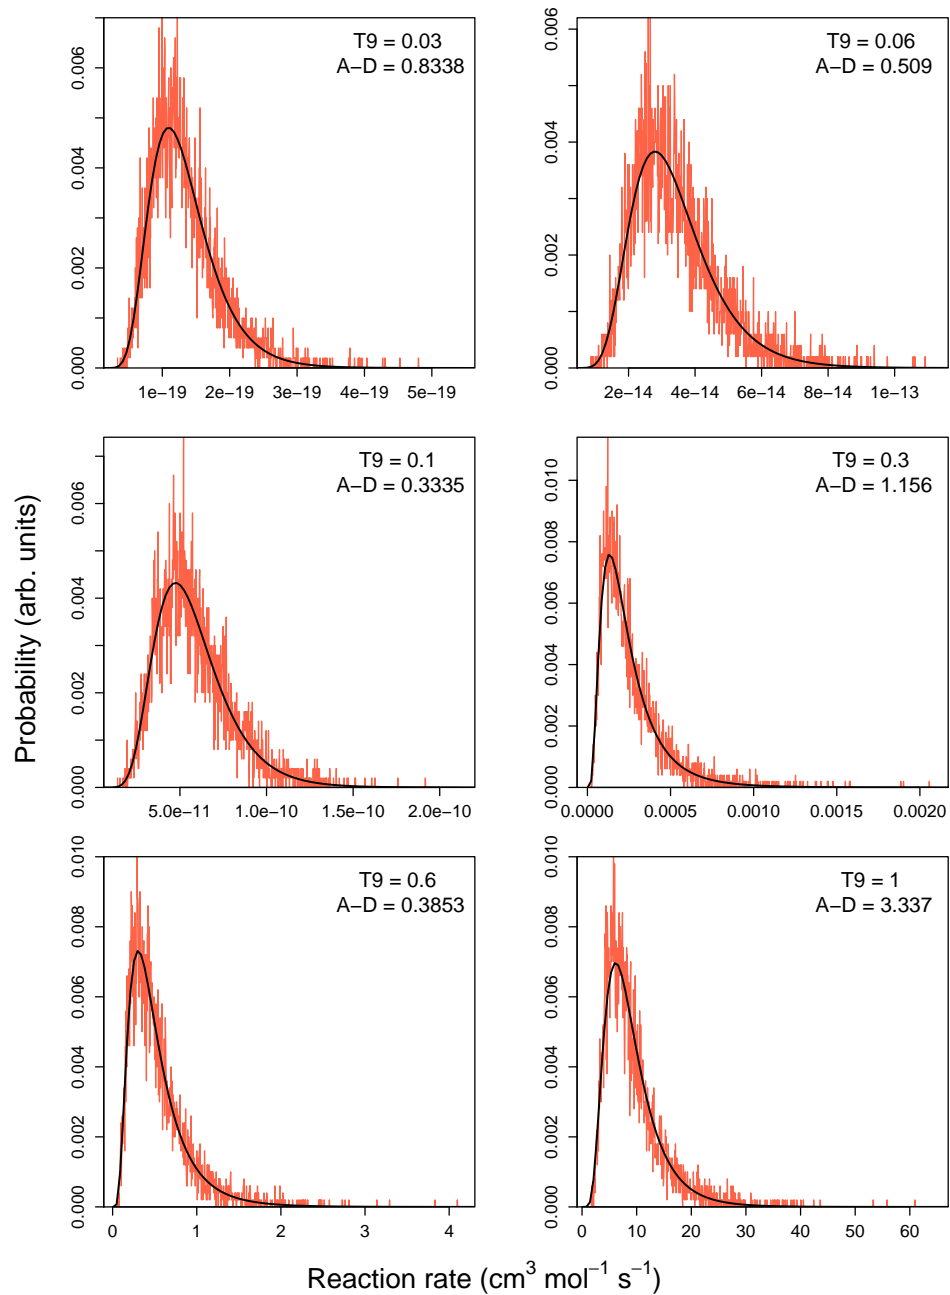 T9 = 0.03
A−D = 0.8338
0.000 0.002 0.004 0.006
1e−19 2e−19 3e−19 4e−19 5e−19
T9 = 0.06
A−D = 0.509
0.000 0.002 0.004 0.006
2e−14 4e−14 6e−14 8e−14 1e−13
T9 = 0.1
A−D = 0.3335
0.000 0.002 0.004 0.006
5.0e−11 1.0e−10 1.5e−10 2.0e−10
T9 = 0.3
A−D = 1.156
0.000 0.002 0.004 0.006 0.008 0.010
0.0000 0.0005 0.0010 0.0015 0.0020
T9 = 0.6
A−D = 0.3853
0.000 0.002 0.004 0.006 0.008 0.010
0 1 2 3 4
T9 = 1
A−D = 3.337
0.000 0.002 0.004 0.006 0.008 0.010
0 10 20 30 40 50 60
Probability (arb. units)
Reaction rate (cm³ mol⁻¹ s⁻¹)